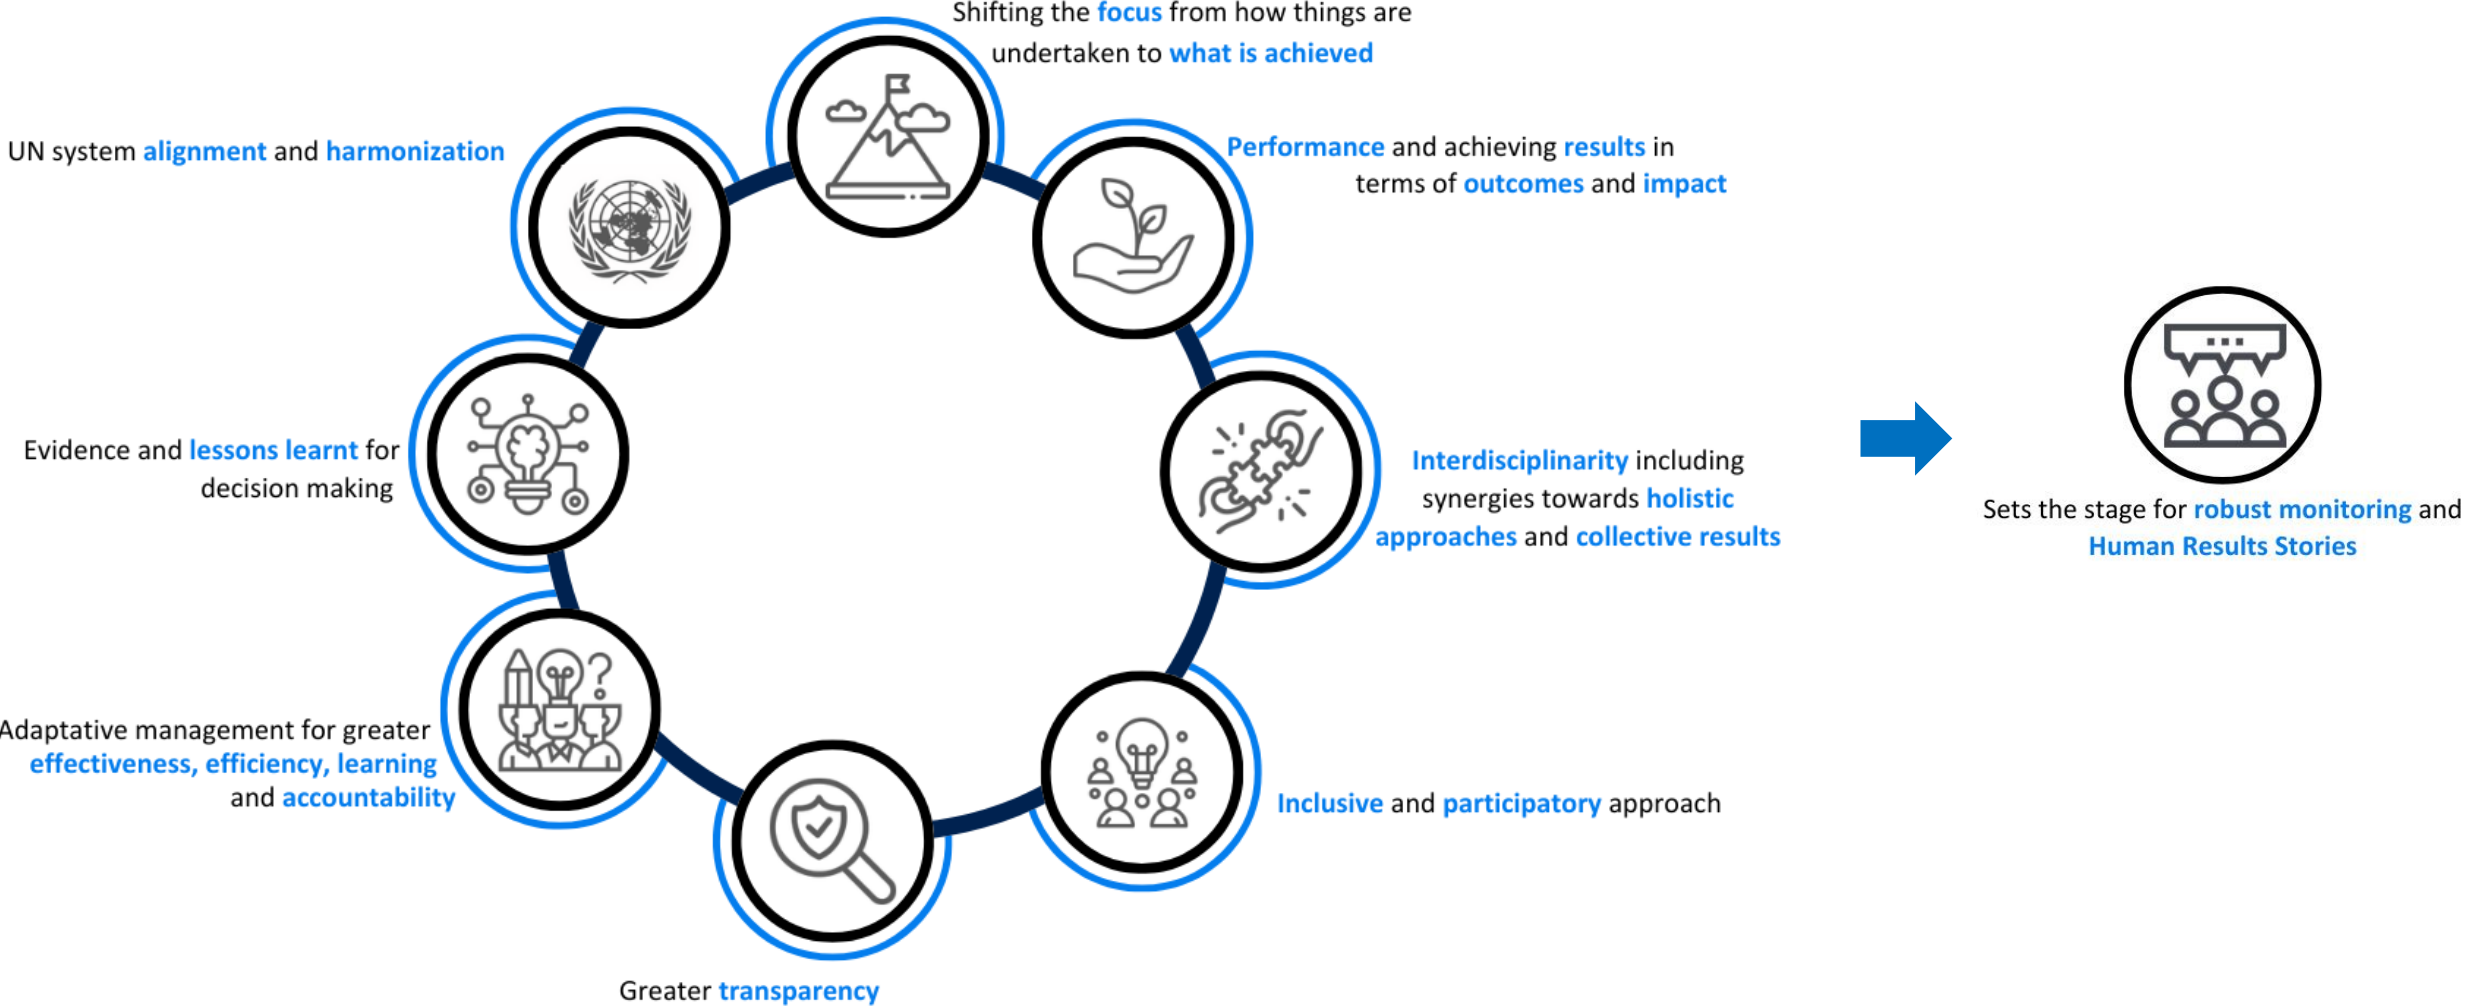 Shifting the focus from how things are
undertaken to what is achieved
Performance and achieving results in
terms of outcomes and impact
Interdisciplinarity including
synergies towards holistic
approaches and collective results
Inclusive and participatory approach
Greater transparency
Adaptative management for greater
effectiveness, efficiency, learning
and accountability
Evidence and lessons learnt for
decision making
UN system alignment and harmonization
Sets the stage for robust monitoring and
Human Results Stories